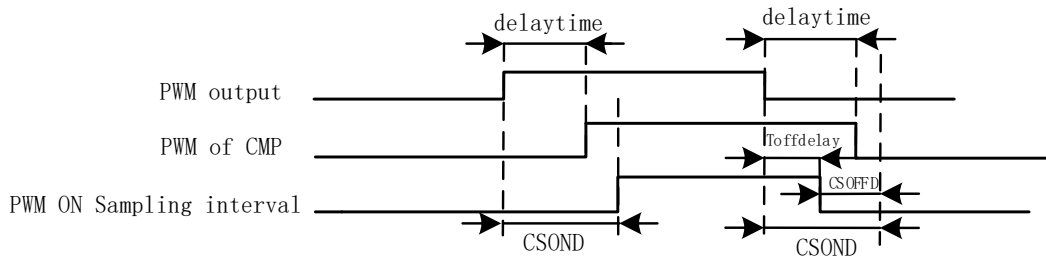 delaytime
delaytime
PWM output
PWM of CMP
Toffdelay
CSOFFD
PWM ON Sampling interval
CSOND
CSOND